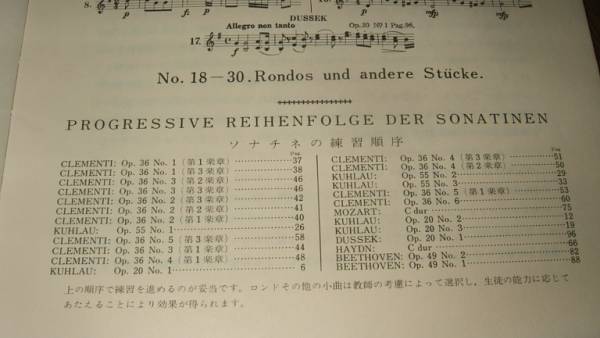 8.
p
f
p
10.
p
sf
DUSSEK
Allegro non tanto
Op.20 №1 Pag.96.
17.
mf
No. 18—30. Rondos und andere Stücke.
PROGRESSIVE REIHENFOLGE DER SONATINEN
ソナチネの練習順序
Pag.
CLEMENTI: Op. 36 No. 1 (第1楽章) 37
CLEMENTI: Op. 36 No. 1 (第3楽章) 38
CLEMENTI: Op. 36 No. 3 (第2楽章) 46
CLEMENTI: Op. 36 No. 3 (第3楽章) 46
CLEMENTI: Op. 36 No. 2 (第3楽章) 42
CLEMENTI: Op. 36 No. 2 (第2楽章) 41
CLEMENTI: Op. 36 No. 2 (第1楽章) 40
KUHLAU: Op. 55 No. 1 26
CLEMENTI: Op. 36 No. 5 (第3楽章) 58
CLEMENTI: Op. 36 No. 3 (第1楽章) 44
CLEMENTI: Op. 36 No. 4 (第1楽章) 48
KUHLAU: Op. 20 No. 1 6
Pag.
CLEMENTI: Op. 36 No. 4 (第3楽章) 51
CLEMENTI: Op. 36 No. 4 (第2楽章) 50
KUHLAU: Op. 55 No. 2 29
KUHLAU: Op. 55 No. 3 33
CLEMENTI: Op. 36 No. 5 (第1楽章) 53
CLEMENTI: Op. 36 No. 6 60
MOZART: C dur 75
KUHLAU: Op. 20 No. 2 12
KUHLAU: Op. 20 No. 3 19
DUSSEK: Op. 20 No. 1 96
HAYDN: C dur 66
BEETHOVEN: Op. 49 No. 2 82
BEETHOVEN: Op. 49 No. 1 88
上の順序で練習を進めるのが妥当です。ロンドその他の小曲は教師の考慮によって選択し、生徒の能力に応じて
あたえることにより効果が得られます。